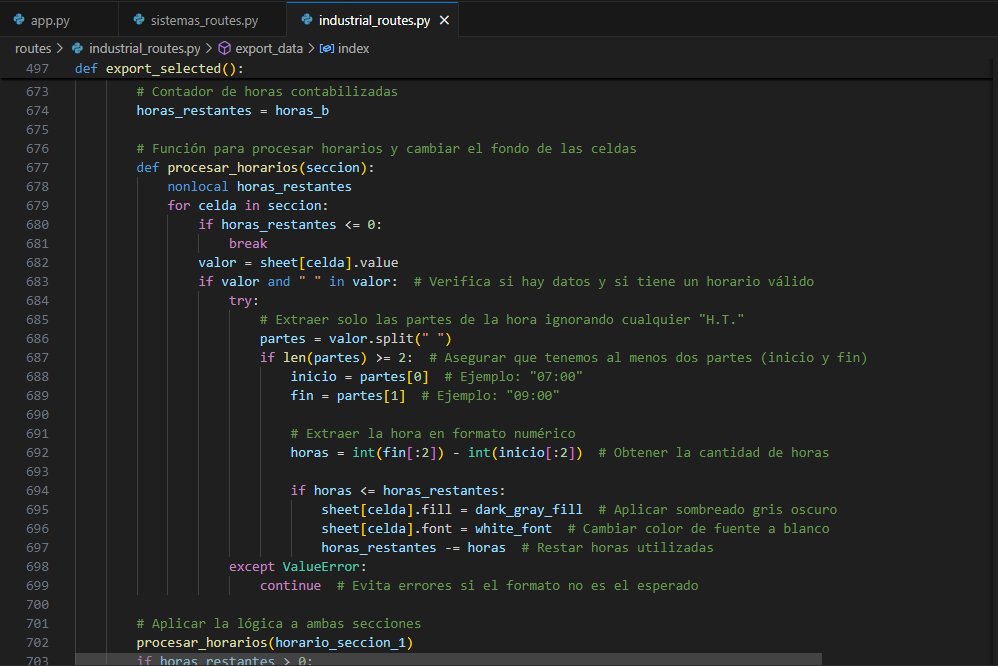 app.py sistemas_routes.py industrial_routes.py ×
routes > industrial_routes.py > export_data > index
497 def export_selected():
673 # Contador de horas contabilizadas
674 horas_restantes = horas_b
675
676 # Función para procesar horarios y cambiar el fondo de las celdas
677 def procesar_horarios(seccion):
678 nonlocal horas_restantes
679 for celda in seccion:
680 if horas_restantes <= 0:
681 break
682 valor = sheet[celda].value
683 if valor and " " in valor:  # Verifica si hay datos y si tiene un horario válido
684 try:
685 # Extraer solo las partes de la hora ignorando cualquier "H.T."
686 partes = valor.split(" ")
687 if len(partes) >= 2:  # Asegurar que tenemos al menos dos partes (inicio y fin)
688 inicio = partes[0]  # Ejemplo: "07:00"
689 fin = partes[1]  # Ejemplo: "09:00"
690
691 # Extraer la hora en formato numérico
692 horas = int(fin[:2]) - int(inicio[:2])  # Obtener la cantidad de horas
693
694 if horas <= horas_restantes:
695 sheet[celda].fill = dark_gray_fill  # Aplicar sombreado gris oscuro
696 sheet[celda].font = white_font  # Cambiar color de fuente a blanco
697 horas_restantes -= horas  # Restar horas utilizadas
698 except ValueError:
699 continue  # Evita errores si el formato no es el esperado
700
701 # Aplicar la lógica a ambas secciones
702 procesar_horarios(horario_seccion_1)
703 if horas_restantes > 0: